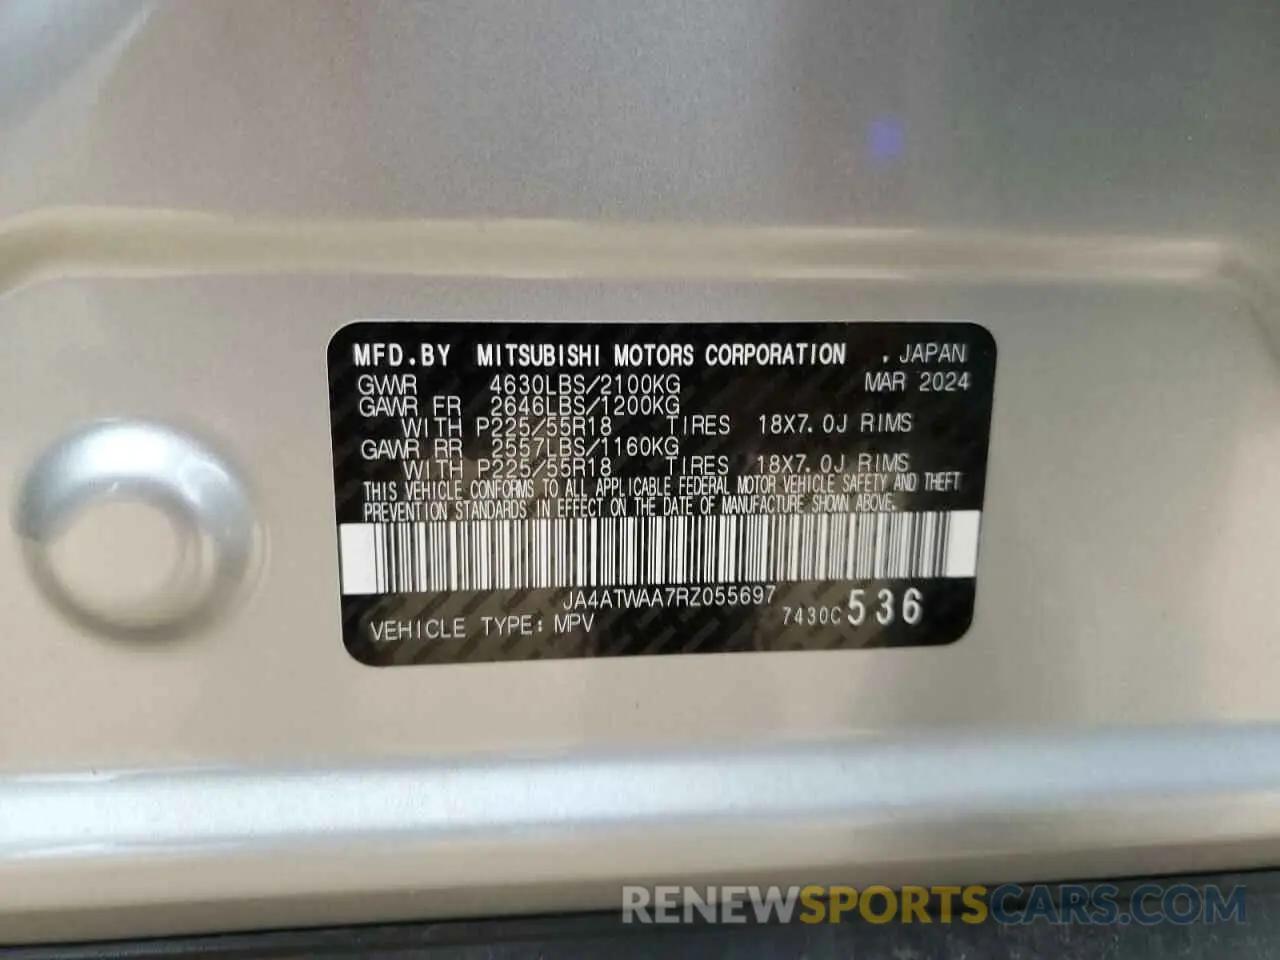 MFD.BY MITSUBISHI MOTORS CORPORATION . JAPAN
GVWR 4630LBS/2100KG MAR 2024
GAWR FR 2646LBS/1200KG
WITH P225/55R18 TIRES 18X7.0J RIMS
GAWR RR 2557LBS/1160KG
WITH P225/55R18 TIRES 18X7.0J RIMS
THIS VEHICLE CONFORMS TO ALL APPLICABLE FEDERAL MOTOR VEHICLE SAFETY AND THEFT
PREVENTION STANDARDS IN EFFECT ON THE DATE OF MANUFACTURE SHOWN ABOVE.
JA4ATWAA7RZ055697
VEHICLE TYPE: MPV 7430C 536
RENEWSPORTSCARS.COM